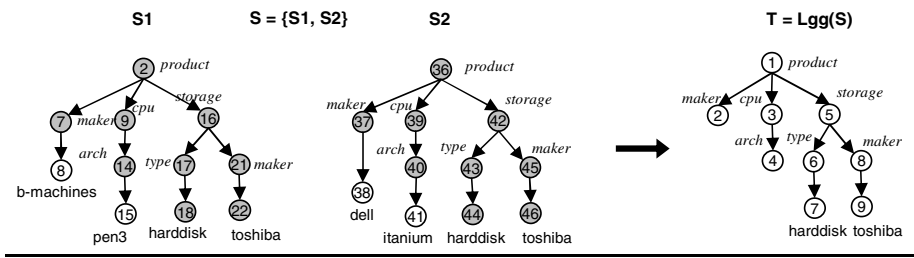 S1 S = {S1, S2} S2 T = Lgg(S)
2 product 36 product 1 product
storage
7 maker 9 cpu 16 maker 37 cpu 39 storage 42 maker 2 cpu 3 storage 5
arch 14 type 17 21 maker 40 type 43 45 maker arch type 6 8 maker
8 4
b-machines 38
15 18 22 41 44 46 7 9
pen3 harddisk toshiba dell itanium harddisk toshiba harddisk toshiba